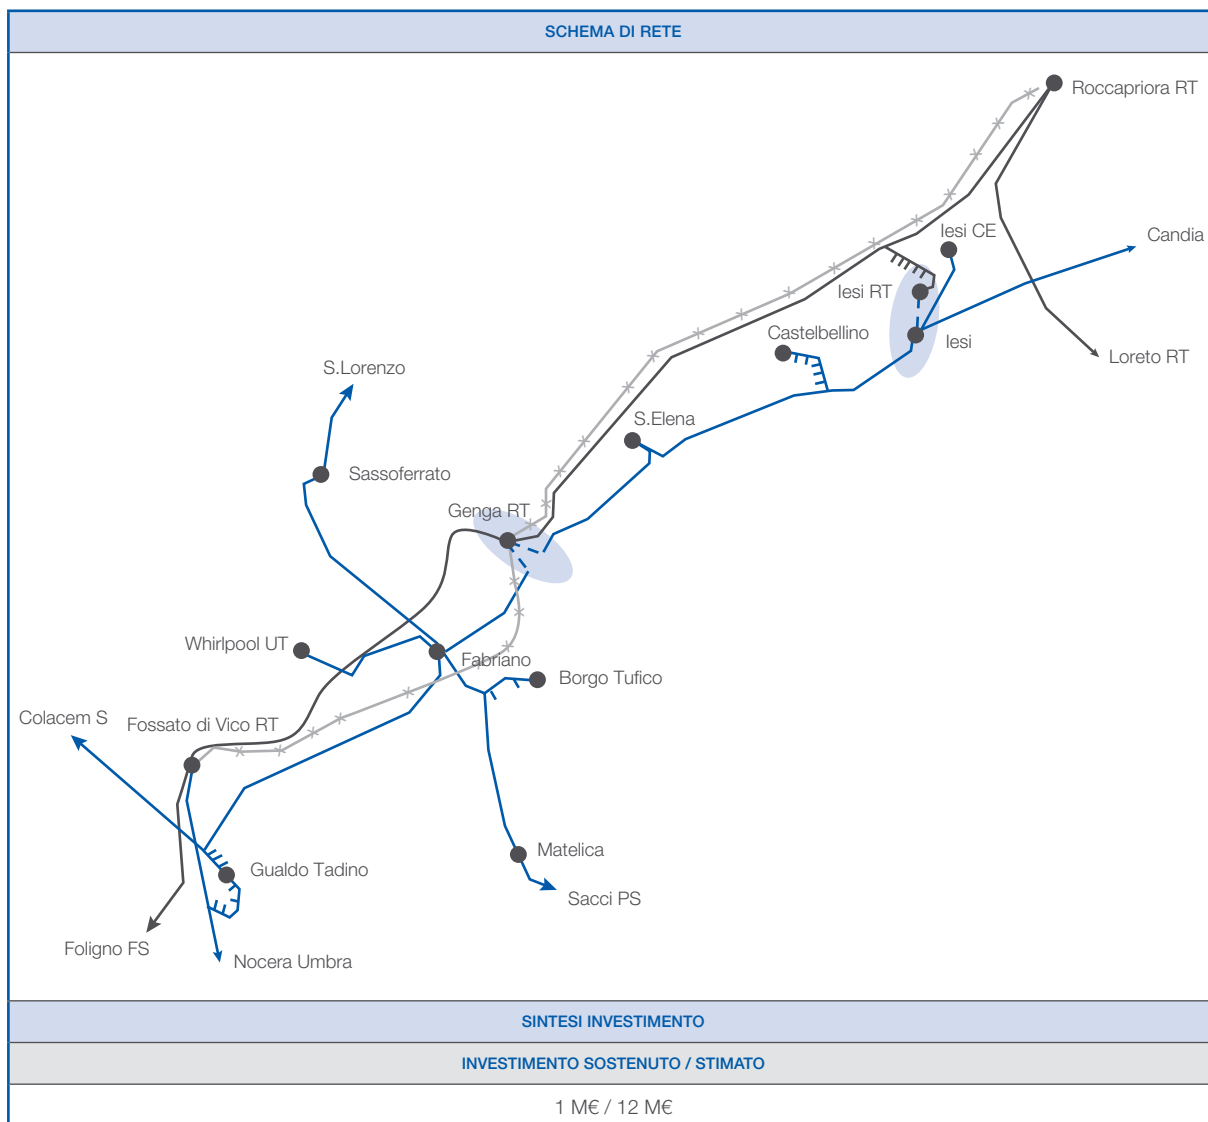 SCHEMA DI RETE
Roccapriora RT
Iesi CE
Candia
Iesi RT
Castelbellino
Iesi
Loreto RT
S.Lorenzo
S.Elena
Sassoferrato
Genga RT
Whirlpool UT
Fabriano
Borgo Tufico
Colacem S
Fossato di Vico RT
Matelica
Gualdo Tadino
Sacci PS
Foligno FS
Nocera Umbra
SINTESI INVESTIMENTO
INVESTIMENTO SOSTENUTO / STIMATO
1 M€ / 12 M€